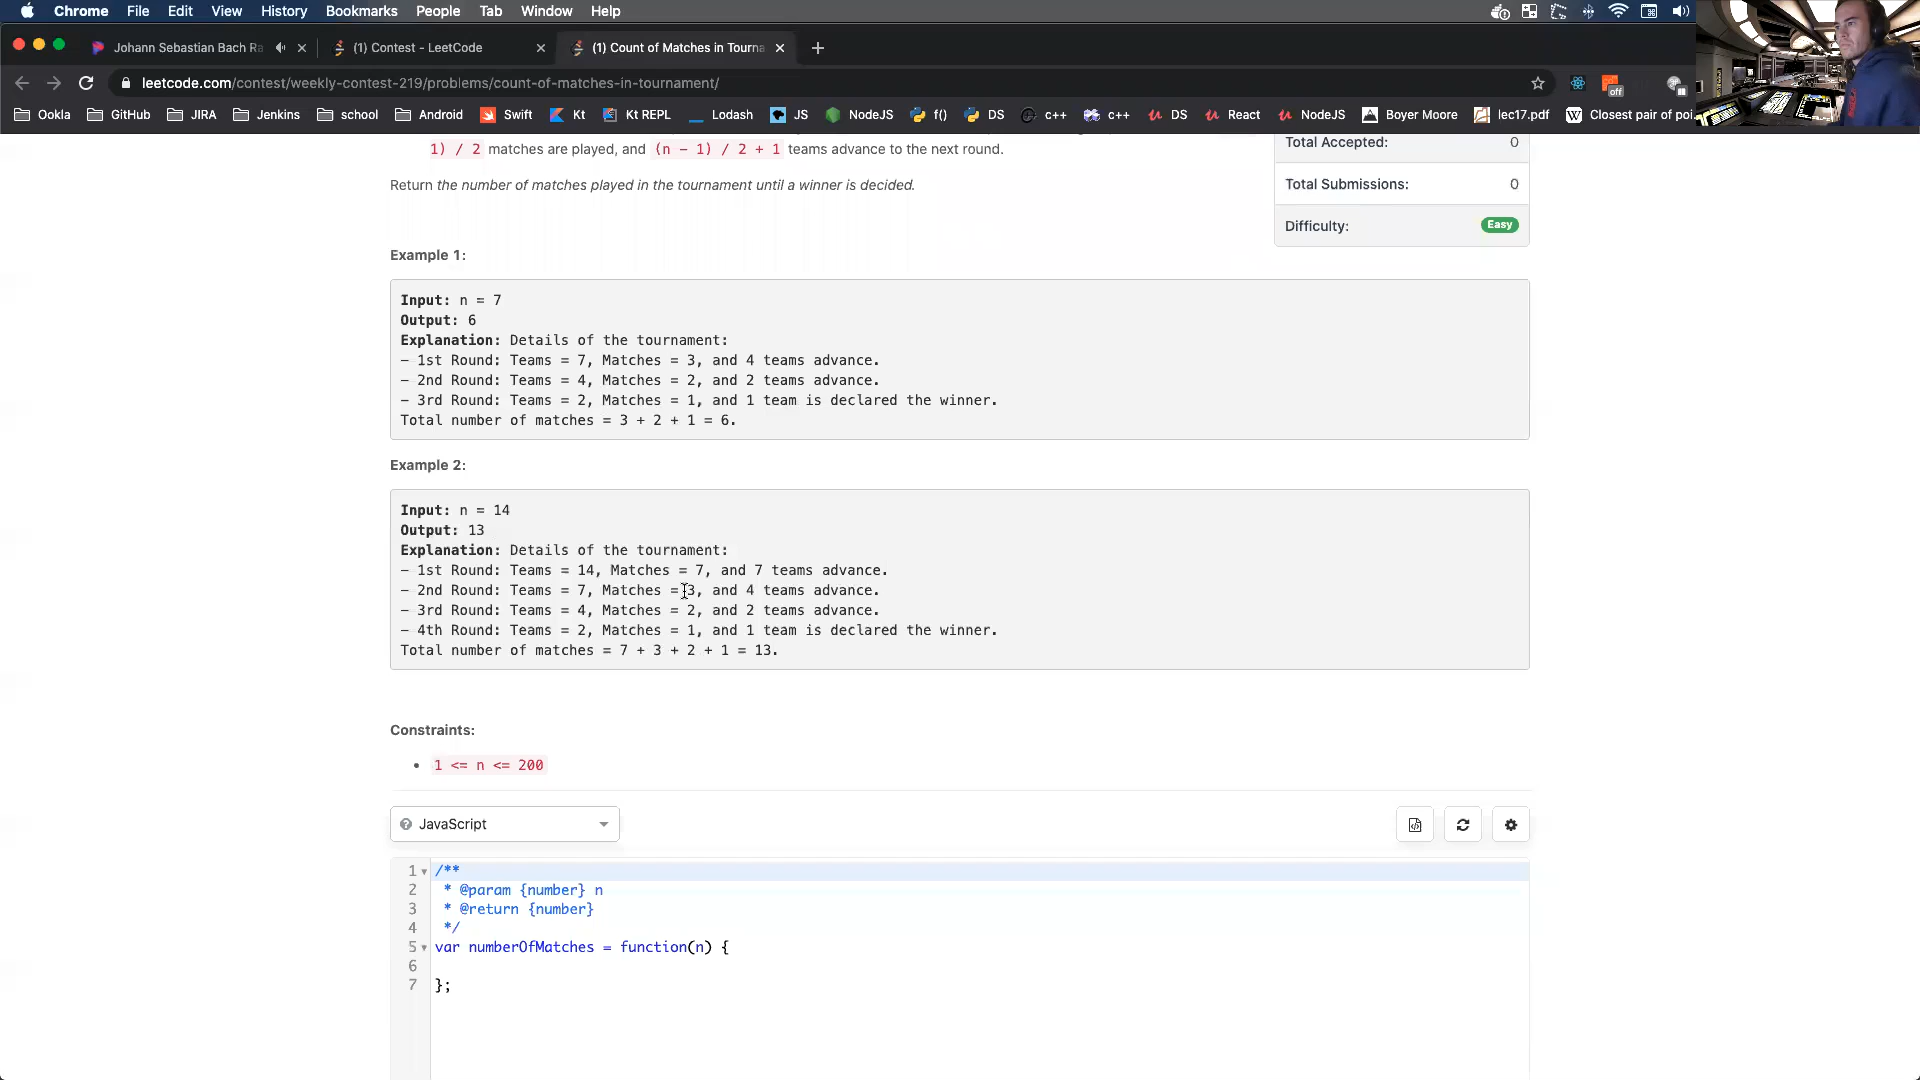 Chrome File Edit View History Bookmarks People Tab Window Help
Johann Sebastian Bach Ra
(1) Contest - LeetCode
(1) Count of Matches in Tourna
leetcode.com/contest/weekly-contest-219/problems/count-of-matches-in-tournament/
off
Ookla GitHub JIRA Jenkins school Android Swift Kt Kt REPL Lodash JS NodeJS f() DS c++ c++ DS React NodeJS Boyer Moore lec17.pdf Closest pair of poi
1) / 2 matches are played, and (n - 1) / 2 + 1 teams advance to the next round.
Return the number of matches played in the tournament until a winner is decided.
Total Accepted: 0
Total Submissions: 0
Difficulty: Easy
Example 1:
Input: n = 7
Output: 6
Explanation: Details of the tournament:
- 1st Round: Teams = 7, Matches = 3, and 4 teams advance.
- 2nd Round: Teams = 4, Matches = 2, and 2 teams advance.
- 3rd Round: Teams = 2, Matches = 1, and 1 team is declared the winner.
Total number of matches = 3 + 2 + 1 = 6.
Example 2:
Input: n = 14
Output: 13
Explanation: Details of the tournament:
- 1st Round: Teams = 14, Matches = 7, and 7 teams advance.
- 2nd Round: Teams = 7, Matches = 3, and 4 teams advance.
- 3rd Round: Teams = 4, Matches = 2, and 2 teams advance.
- 4th Round: Teams = 2, Matches = 1, and 1 team is declared the winner.
Total number of matches = 7 + 3 + 2 + 1 = 13.
Constraints:
• 1 <= n <= 200
JavaScript
1 /**
2 * @param {number} n
3 * @return {number}
4 */
5 var numberOfMatches = function(n) {
6
7 };